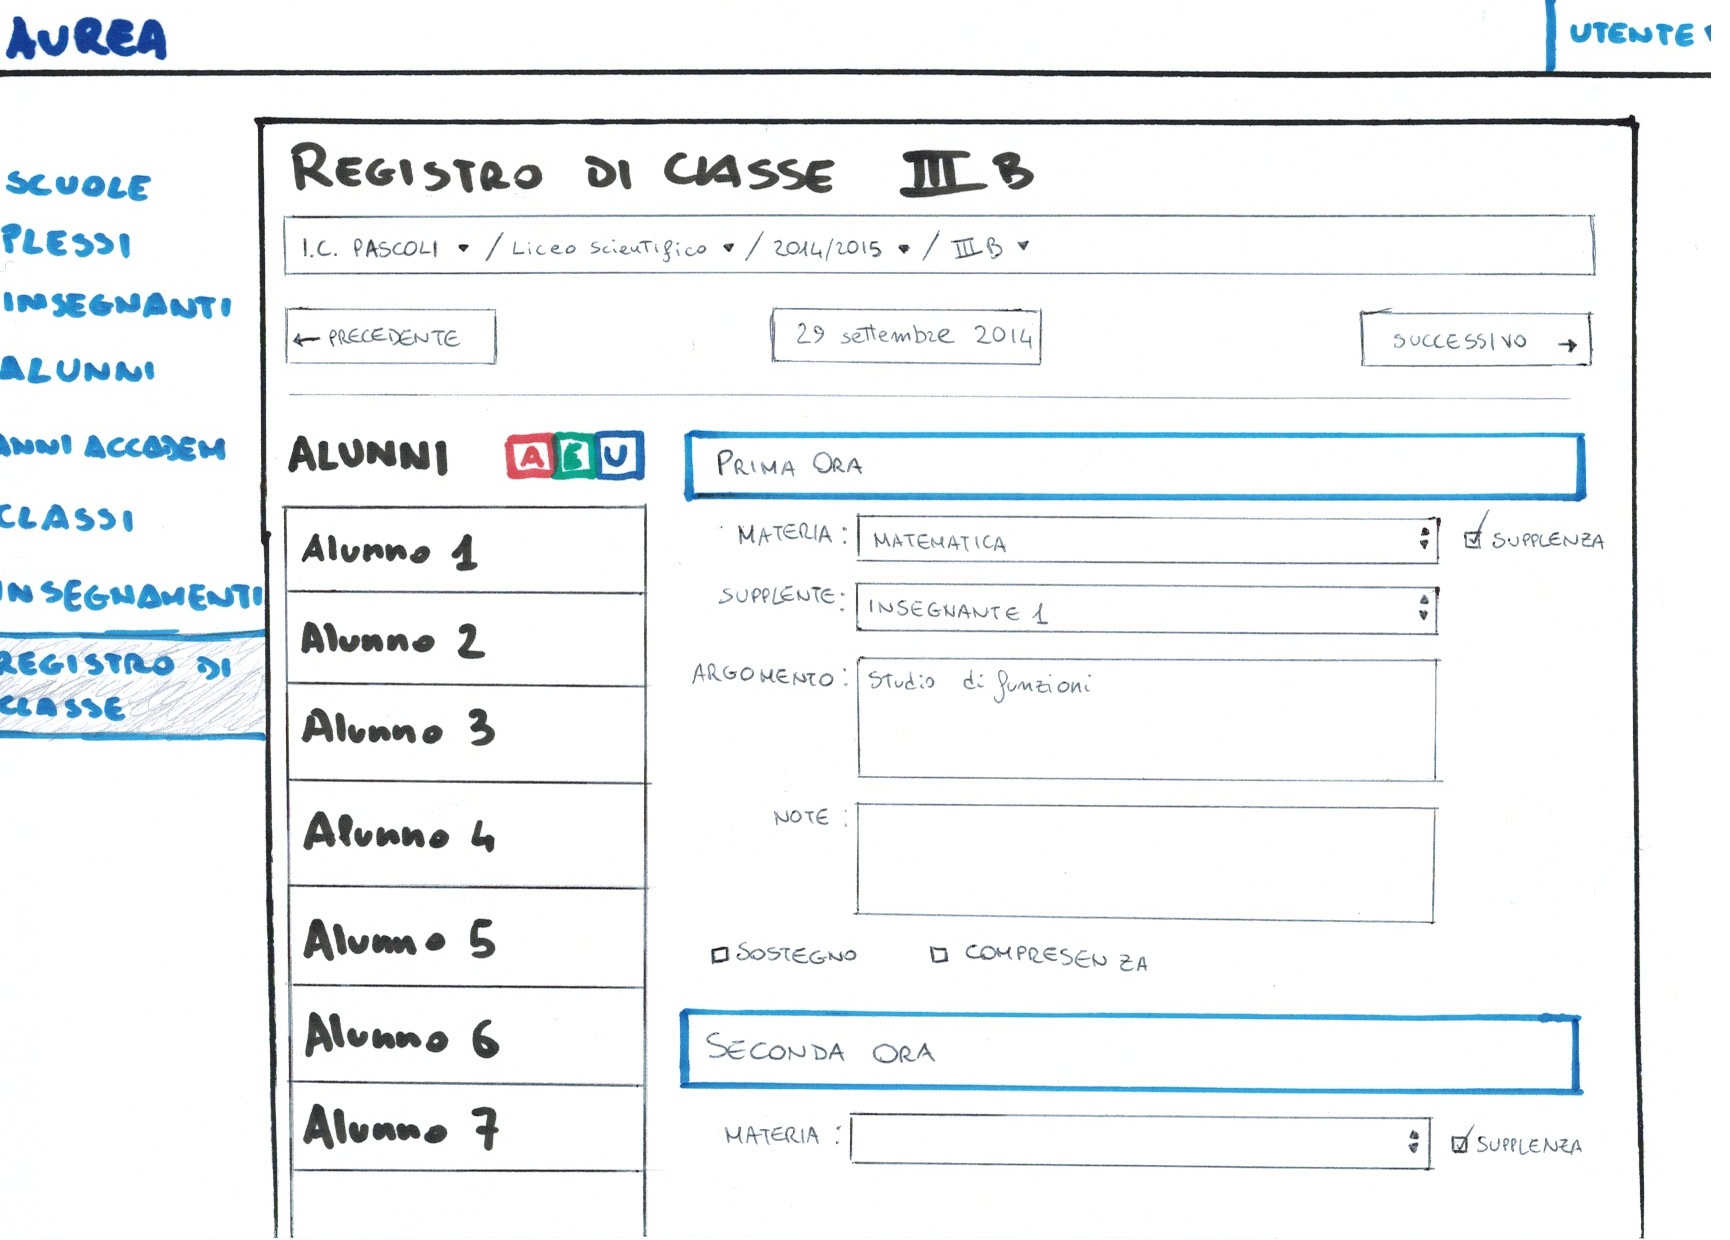 AUREA
UTENTE
SCUOLE
PLESSI
INSEGNANTI
ALUNNI
ANNI ACCADEM
CLASSI
INSEGNAMENTI
REGISTRO DI
CLASSE
REGISTRO DI CLASSE III B
I.C. PASCOLI ▾ / Liceo Scientifico ▾ / 2014/2015 ▾ / III B ▾
← PRECEDENTE
29 settembre 2014
SUCCESSIVO →
ALUNNI
A E U
Alunno 1
Alunno 2
Alunno 3
Alunno 4
Alunno 5
Alunno 6
Alunno 7
PRIMA ORA
MATERIA: MATEMATICA
SUPPLENZA
SUPPLENTE: INSEGNANTE 1
ARGOMENTO: Studio di funzioni
NOTE:
SOSTEGNO
COMPRESENZA
SECONDA ORA
MATERIA:
SUPPLENZA